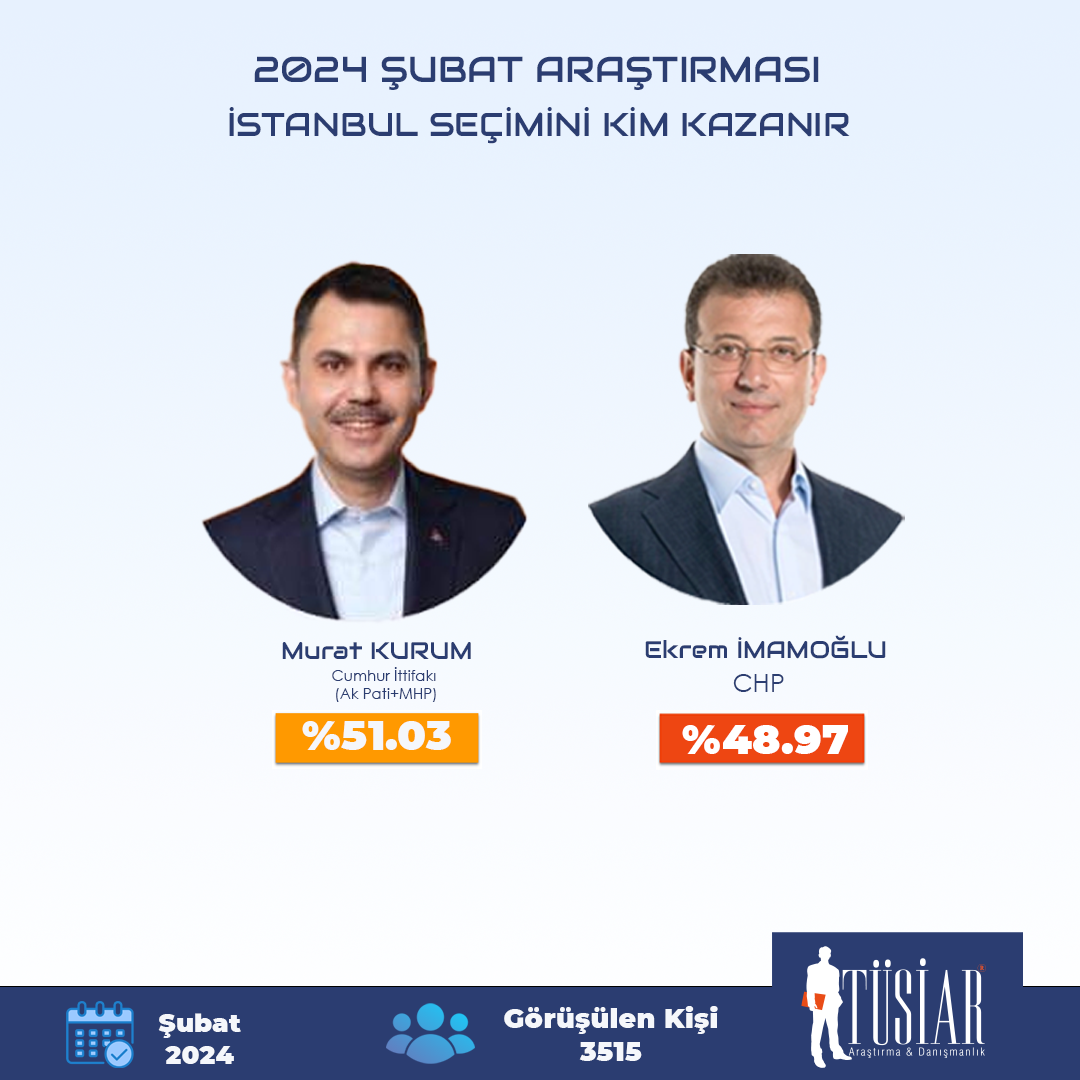 2024 ŞUBAT ARAŞTIRMASI
İSTANBUL SEÇİMİNİ KİM KAZANIR
Murat KURUM
Cumhur İttifakı
(Ak Pati+MHP)
%51.03
Ekrem İMAMOĞLU
CHP
%48.97
Şubat
2024
Görüşülen Kişi
3515
TÜSİAR
Araştırma & Danışmanlık